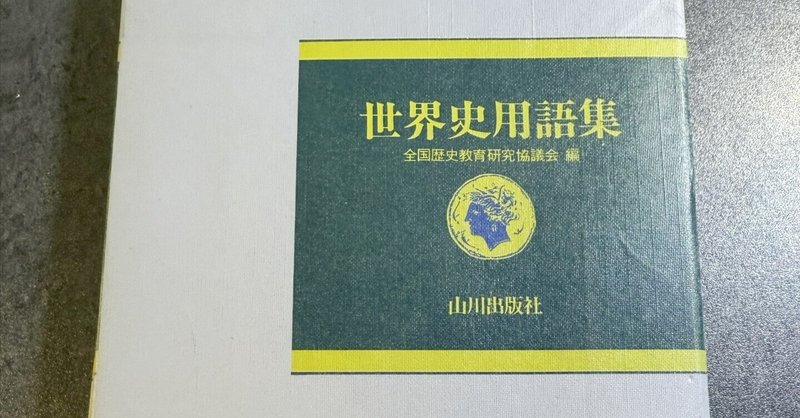 世界史用語集
全国歴史教育研究協議会 編
山川出版社